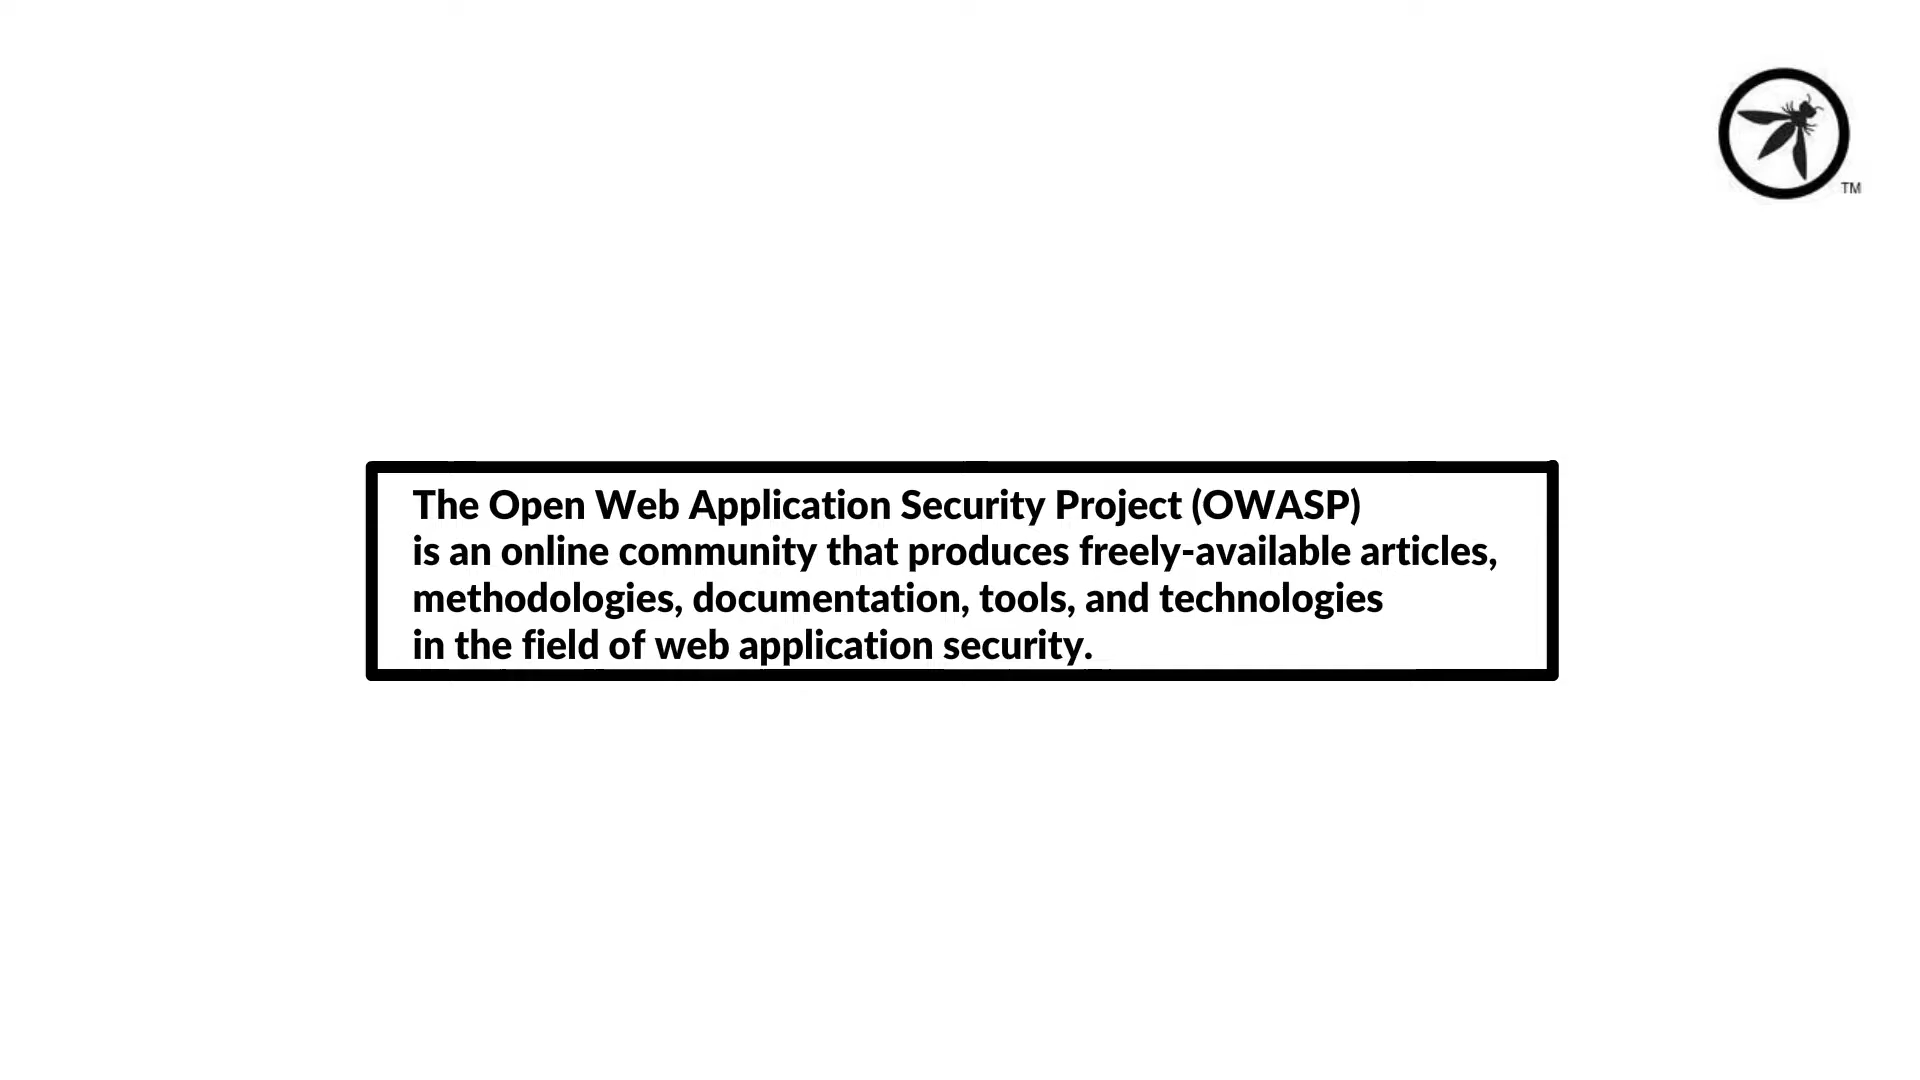 TM
The Open Web Application Security Project (OWASP)
is an online community that produces freely-available articles,
methodologies, documentation, tools, and technologies
in the field of web application security.